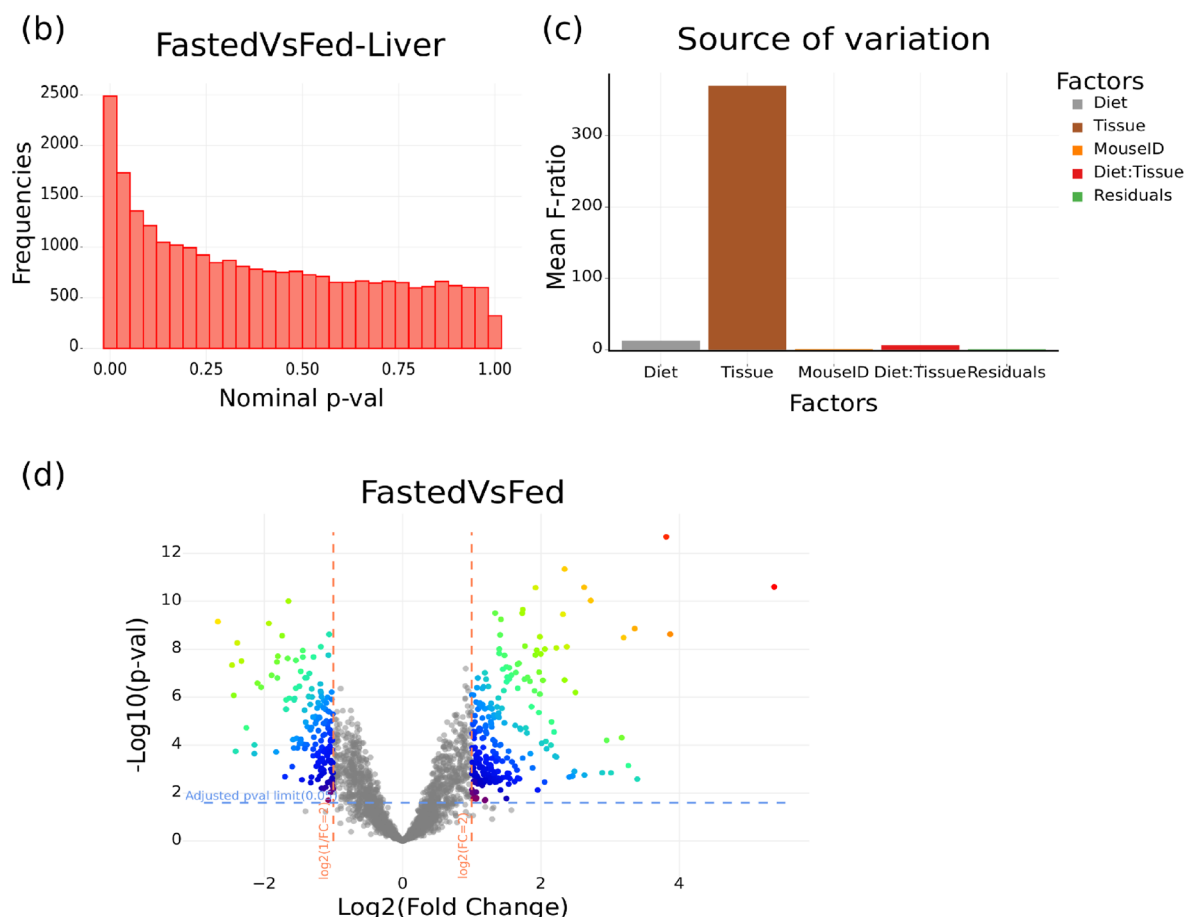 (b)
FastedVsFed-Liver
Frequencies
2500
2000
1500
1000
500
0
0.00
0.25
0.50
0.75
1.00
Nominal p-val
(c)
Source of variation
Mean F-ratio
300
200
100
0
Diet
Tissue
MouseID
Diet:Tissue
Residuals
Factors
Factors
Diet
Tissue
MouseID
Diet:Tissue
Residuals
(d)
FastedVsFed
-Log10(p-val)
12
10
8
6
4
2
0
Adjusted pval limit(0.05)
log2(1/FC=2)
log2(FC=2)
−2
0
2
4
Log2(Fold Change)